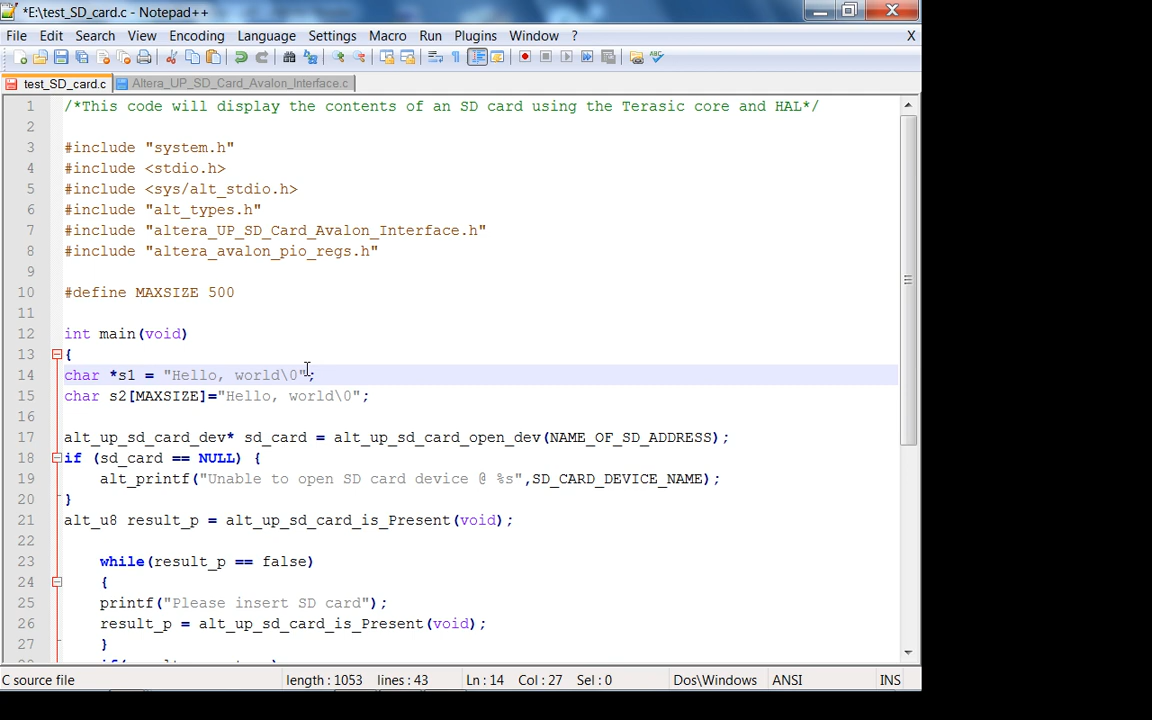 *E:\test_SD_card.c - Notepad++
File Edit Search View Encoding Language Settings Macro Run Plugins Window ? X
test_SD_card.c Altera_UP_SD_Card_Avalon_Interface.c
1 /*This code will display the contents of an SD card using the Terasic core and HAL*/
2
3 #include "system.h"
4 #include <stdio.h>
5 #include <sys/alt_stdio.h>
6 #include "alt_types.h"
7 #include "altera_UP_SD_Card_Avalon_Interface.h"
8 #include "altera_avalon_pio_regs.h"
9
10 #define MAXSIZE 500
11
12 int main(void)
13 {
14 char *s1 = "Hello, world\0";
15 char s2[MAXSIZE]="Hello, world\0";
16
17 alt_up_sd_card_dev* sd_card = alt_up_sd_card_open_dev(NAME_OF_SD_ADDRESS);
18 if (sd_card == NULL) {
19 alt_printf("Unable to open SD card device @ %s",SD_CARD_DEVICE_NAME);
20 }
21 alt_u8 result_p = alt_up_sd_card_is_Present(void);
22
23 while(result_p == false)
24 {
25 printf("Please insert SD card");
26 result_p = alt_up_sd_card_is_Present(void);
27 }
C source file length : 1053 lines : 43 Ln : 14 Col : 27 Sel : 0 Dos\Windows ANSI INS